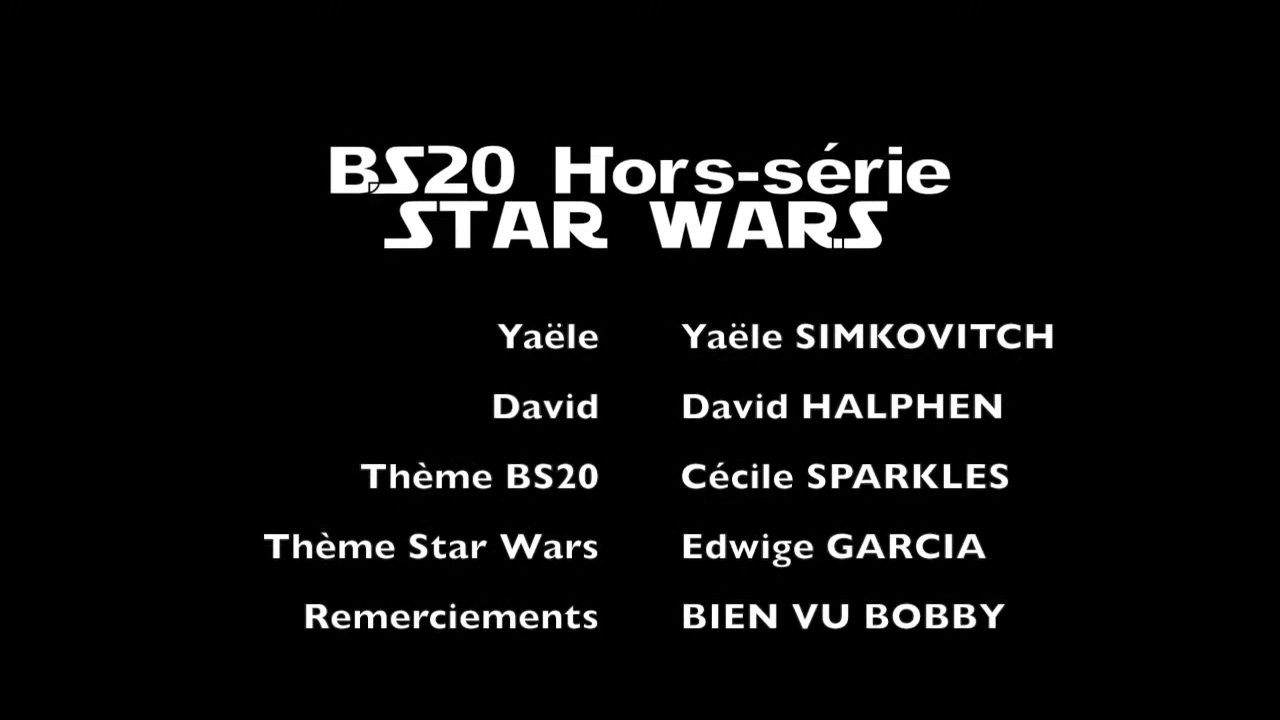 BS20 Hors-série
STAR WARS
Yaële Yaële SIMKOVITCH
David David HALPHEN
Thème BS20 Cécile SPARKLES
Thème Star Wars Edwige GARCIA
Remerciements BIEN VU BOBBY